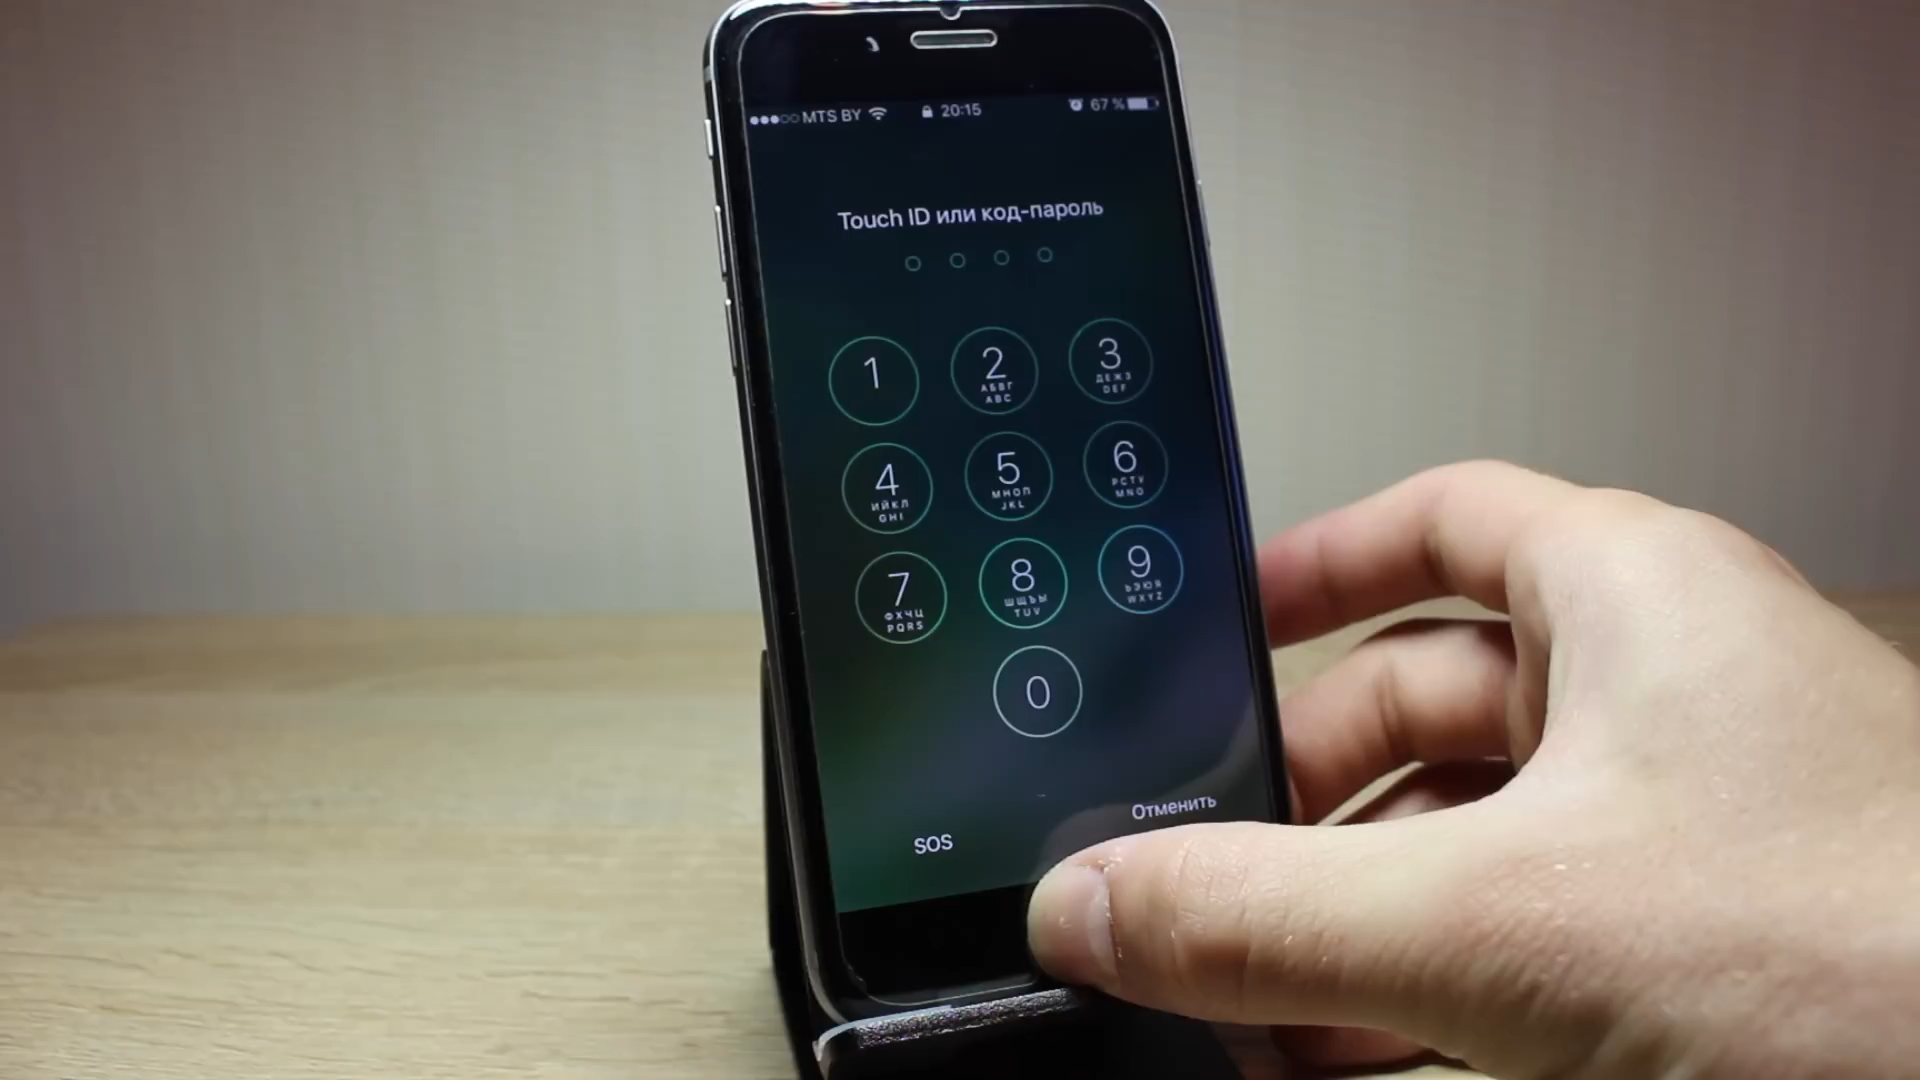 ●●●○○ MTS BY 20:15 67 %
Touch ID или код-пароль
1
2
АБВГ
ABC
3
ДЕЖЗ
DEF
4
ИЙКЛ
GHI
5
МНОП
JKL
6
РСТУ
MNO
7
ФХЧЦ
PQRS
8
ШЩЪЫ
TUV
9
ЬЭЮЯ
WXYZ
0
SOS
Отменить